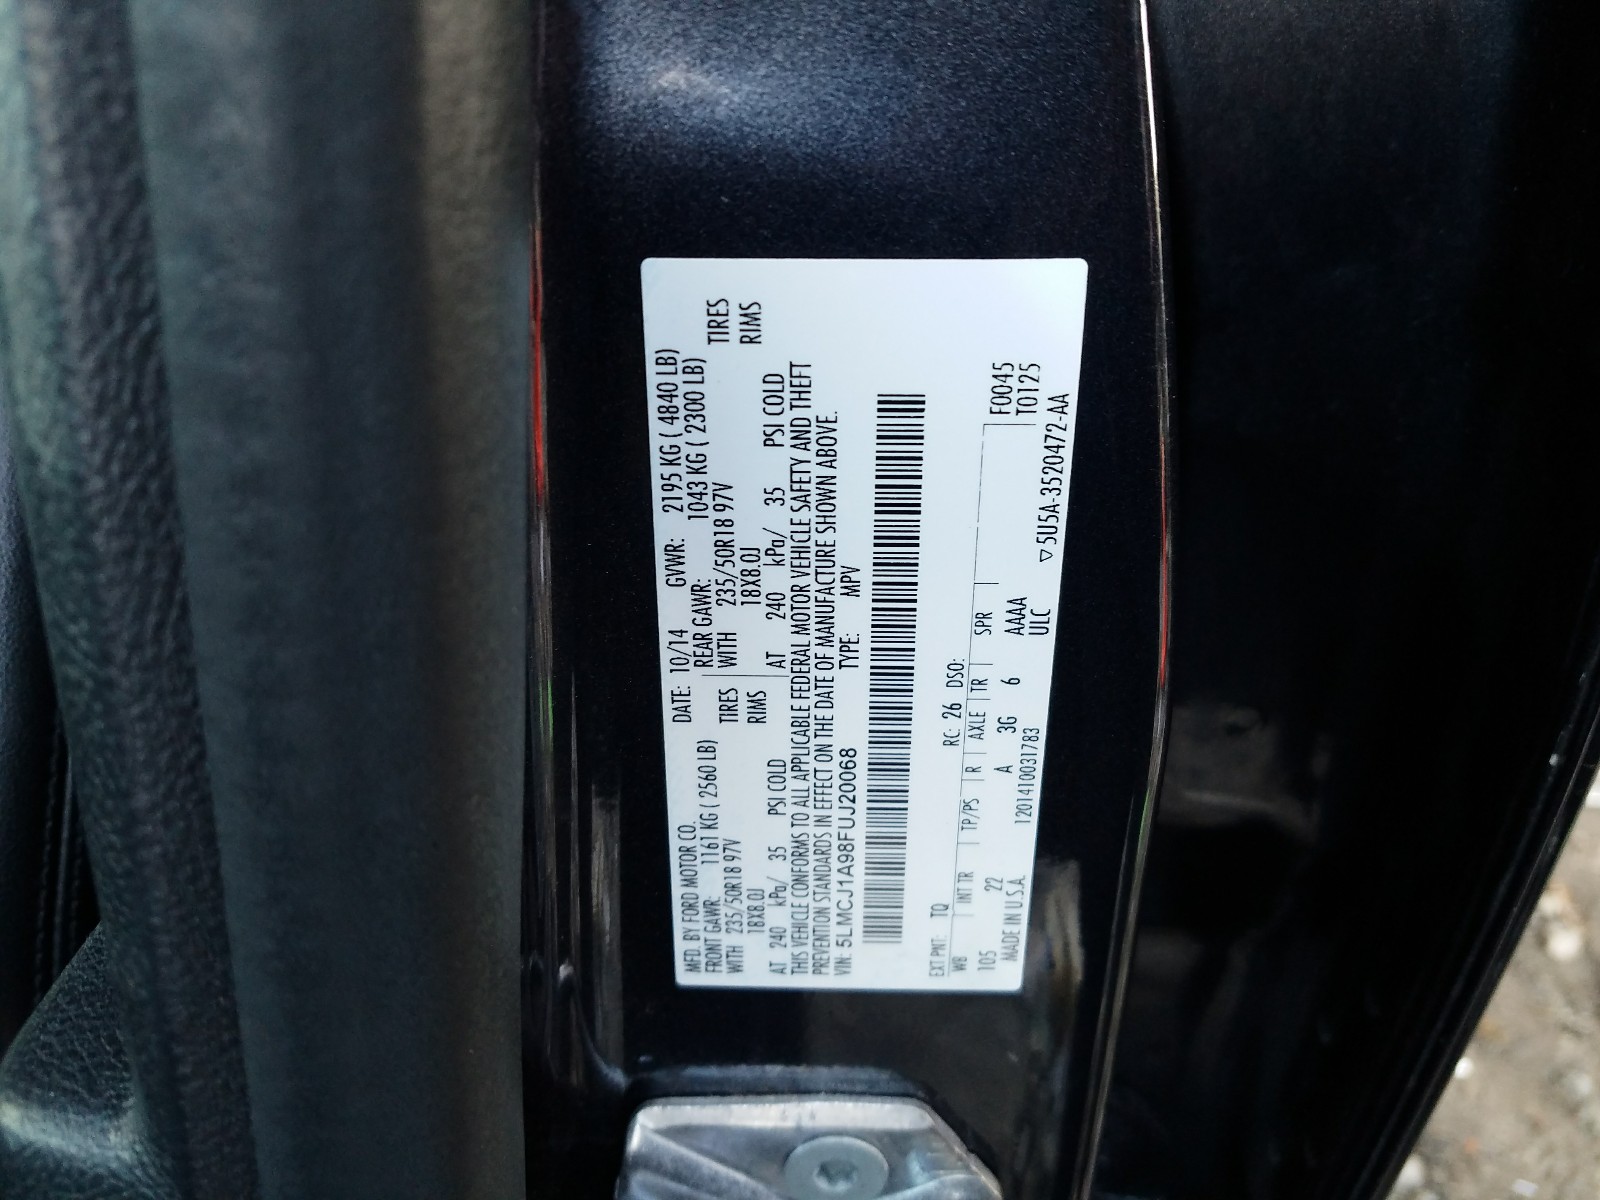 MFD. BY FORD MOTOR CO. DATE: 10/14 GVWR: 2195 KG ( 4840 LB)
FRONT GAWR: 1161 KG ( 2560 LB) REAR GAWR: 1043 KG ( 2300 LB)
WITH 235/50R18 97V TIRES WITH 235/50R18 97V TIRES
18X8.0J RIMS 18X8.0J RIMS
AT 240 kPa/ 35 PSI COLD AT 240 kPa/ 35 PSI COLD
THIS VEHICLE CONFORMS TO ALL APPLICABLE FEDERAL MOTOR VEHICLE SAFETY AND THEFT
PREVENTION STANDARDS IN EFFECT ON THE DATE OF MANUFACTURE SHOWN ABOVE.
VIN: 5LMCJ1A98FUJ20068 TYPE: MPV
EXT PNT: TQ RC: 26 DSO:
WB INT TR TP/PS R AXLE TR SPR F0045
105 22 A 3G 6 AAAA T0125
MADE IN U.S.A. 1201410031783 ULC
▽5U5A-3520472-AA